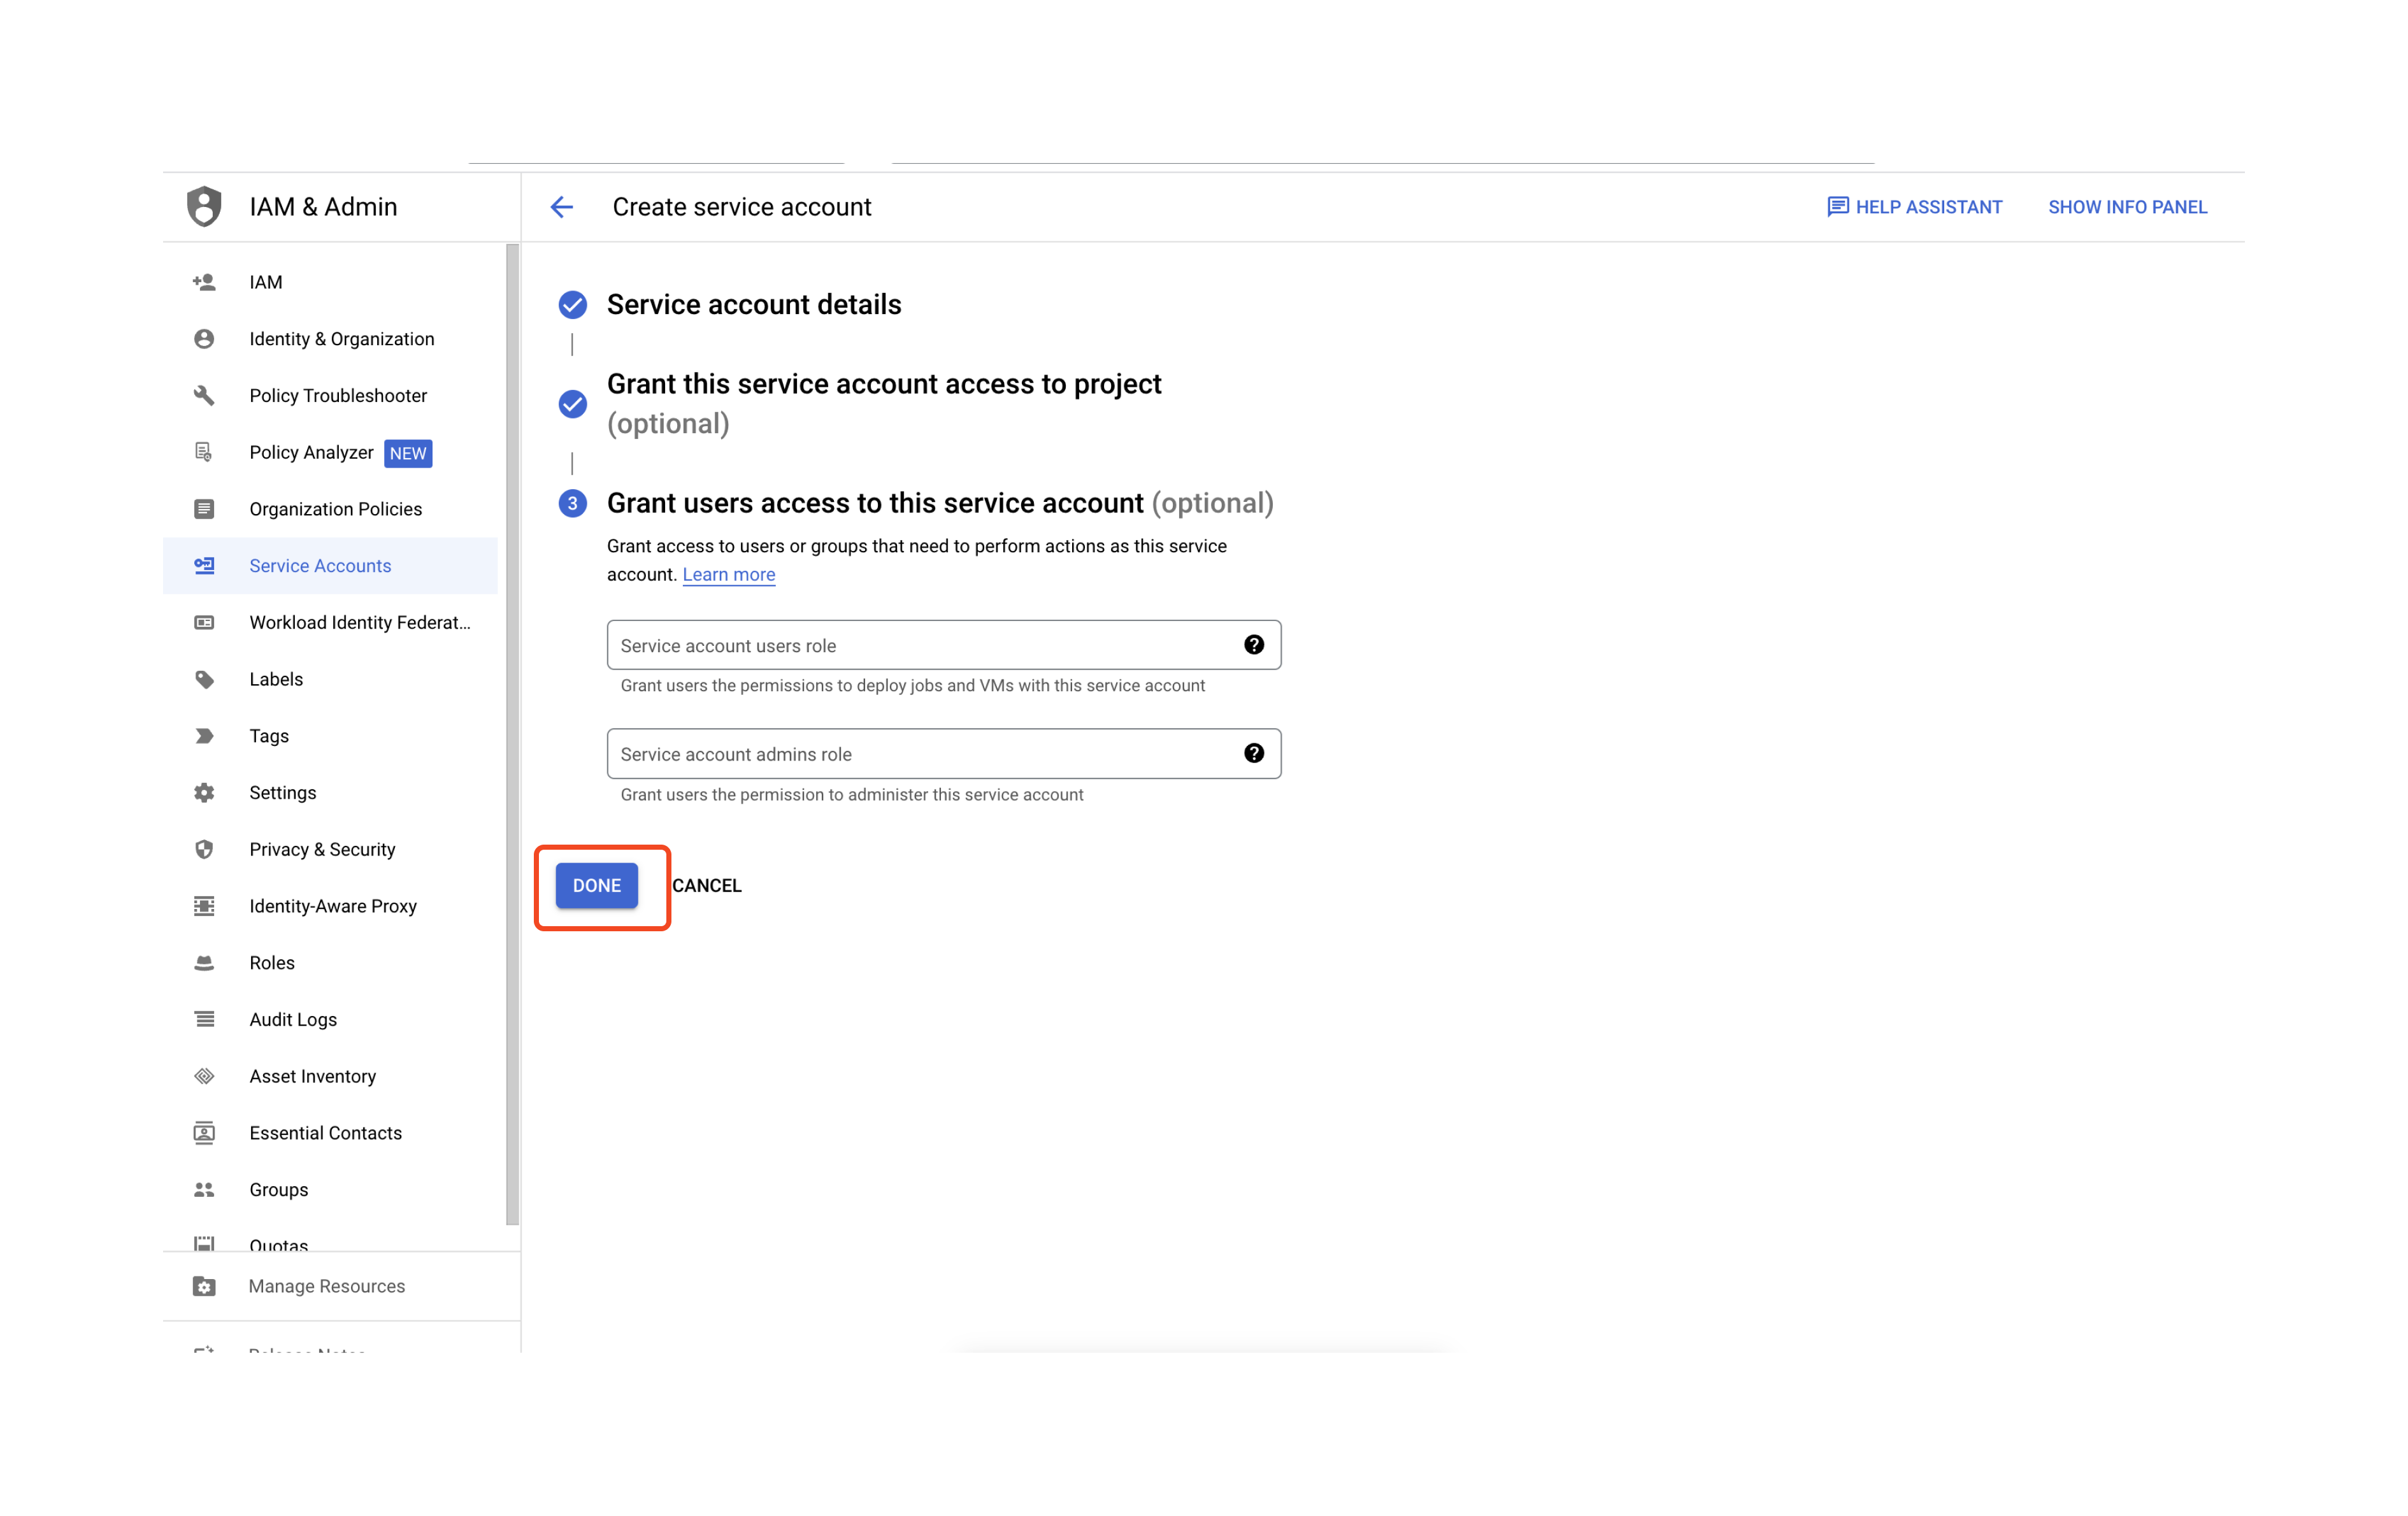 IAM & Admin
Create service account
HELP ASSISTANT
SHOW INFO PANEL
IAM
Identity & Organization
Policy Troubleshooter
Policy Analyzer NEW
Organization Policies
Service Accounts
Workload Identity Federat...
Labels
Tags
Settings
Privacy & Security
Identity-Aware Proxy
Roles
Audit Logs
Asset Inventory
Essential Contacts
Groups
Quotas
Manage Resources
Release Notes
Service account details
Grant this service account access to project
(optional)
3 Grant users access to this service account (optional)
Grant access to users or groups that need to perform actions as this service
account. Learn more
Service account users role
Grant users the permissions to deploy jobs and VMs with this service account
Service account admins role
Grant users the permission to administer this service account
DONE
CANCEL